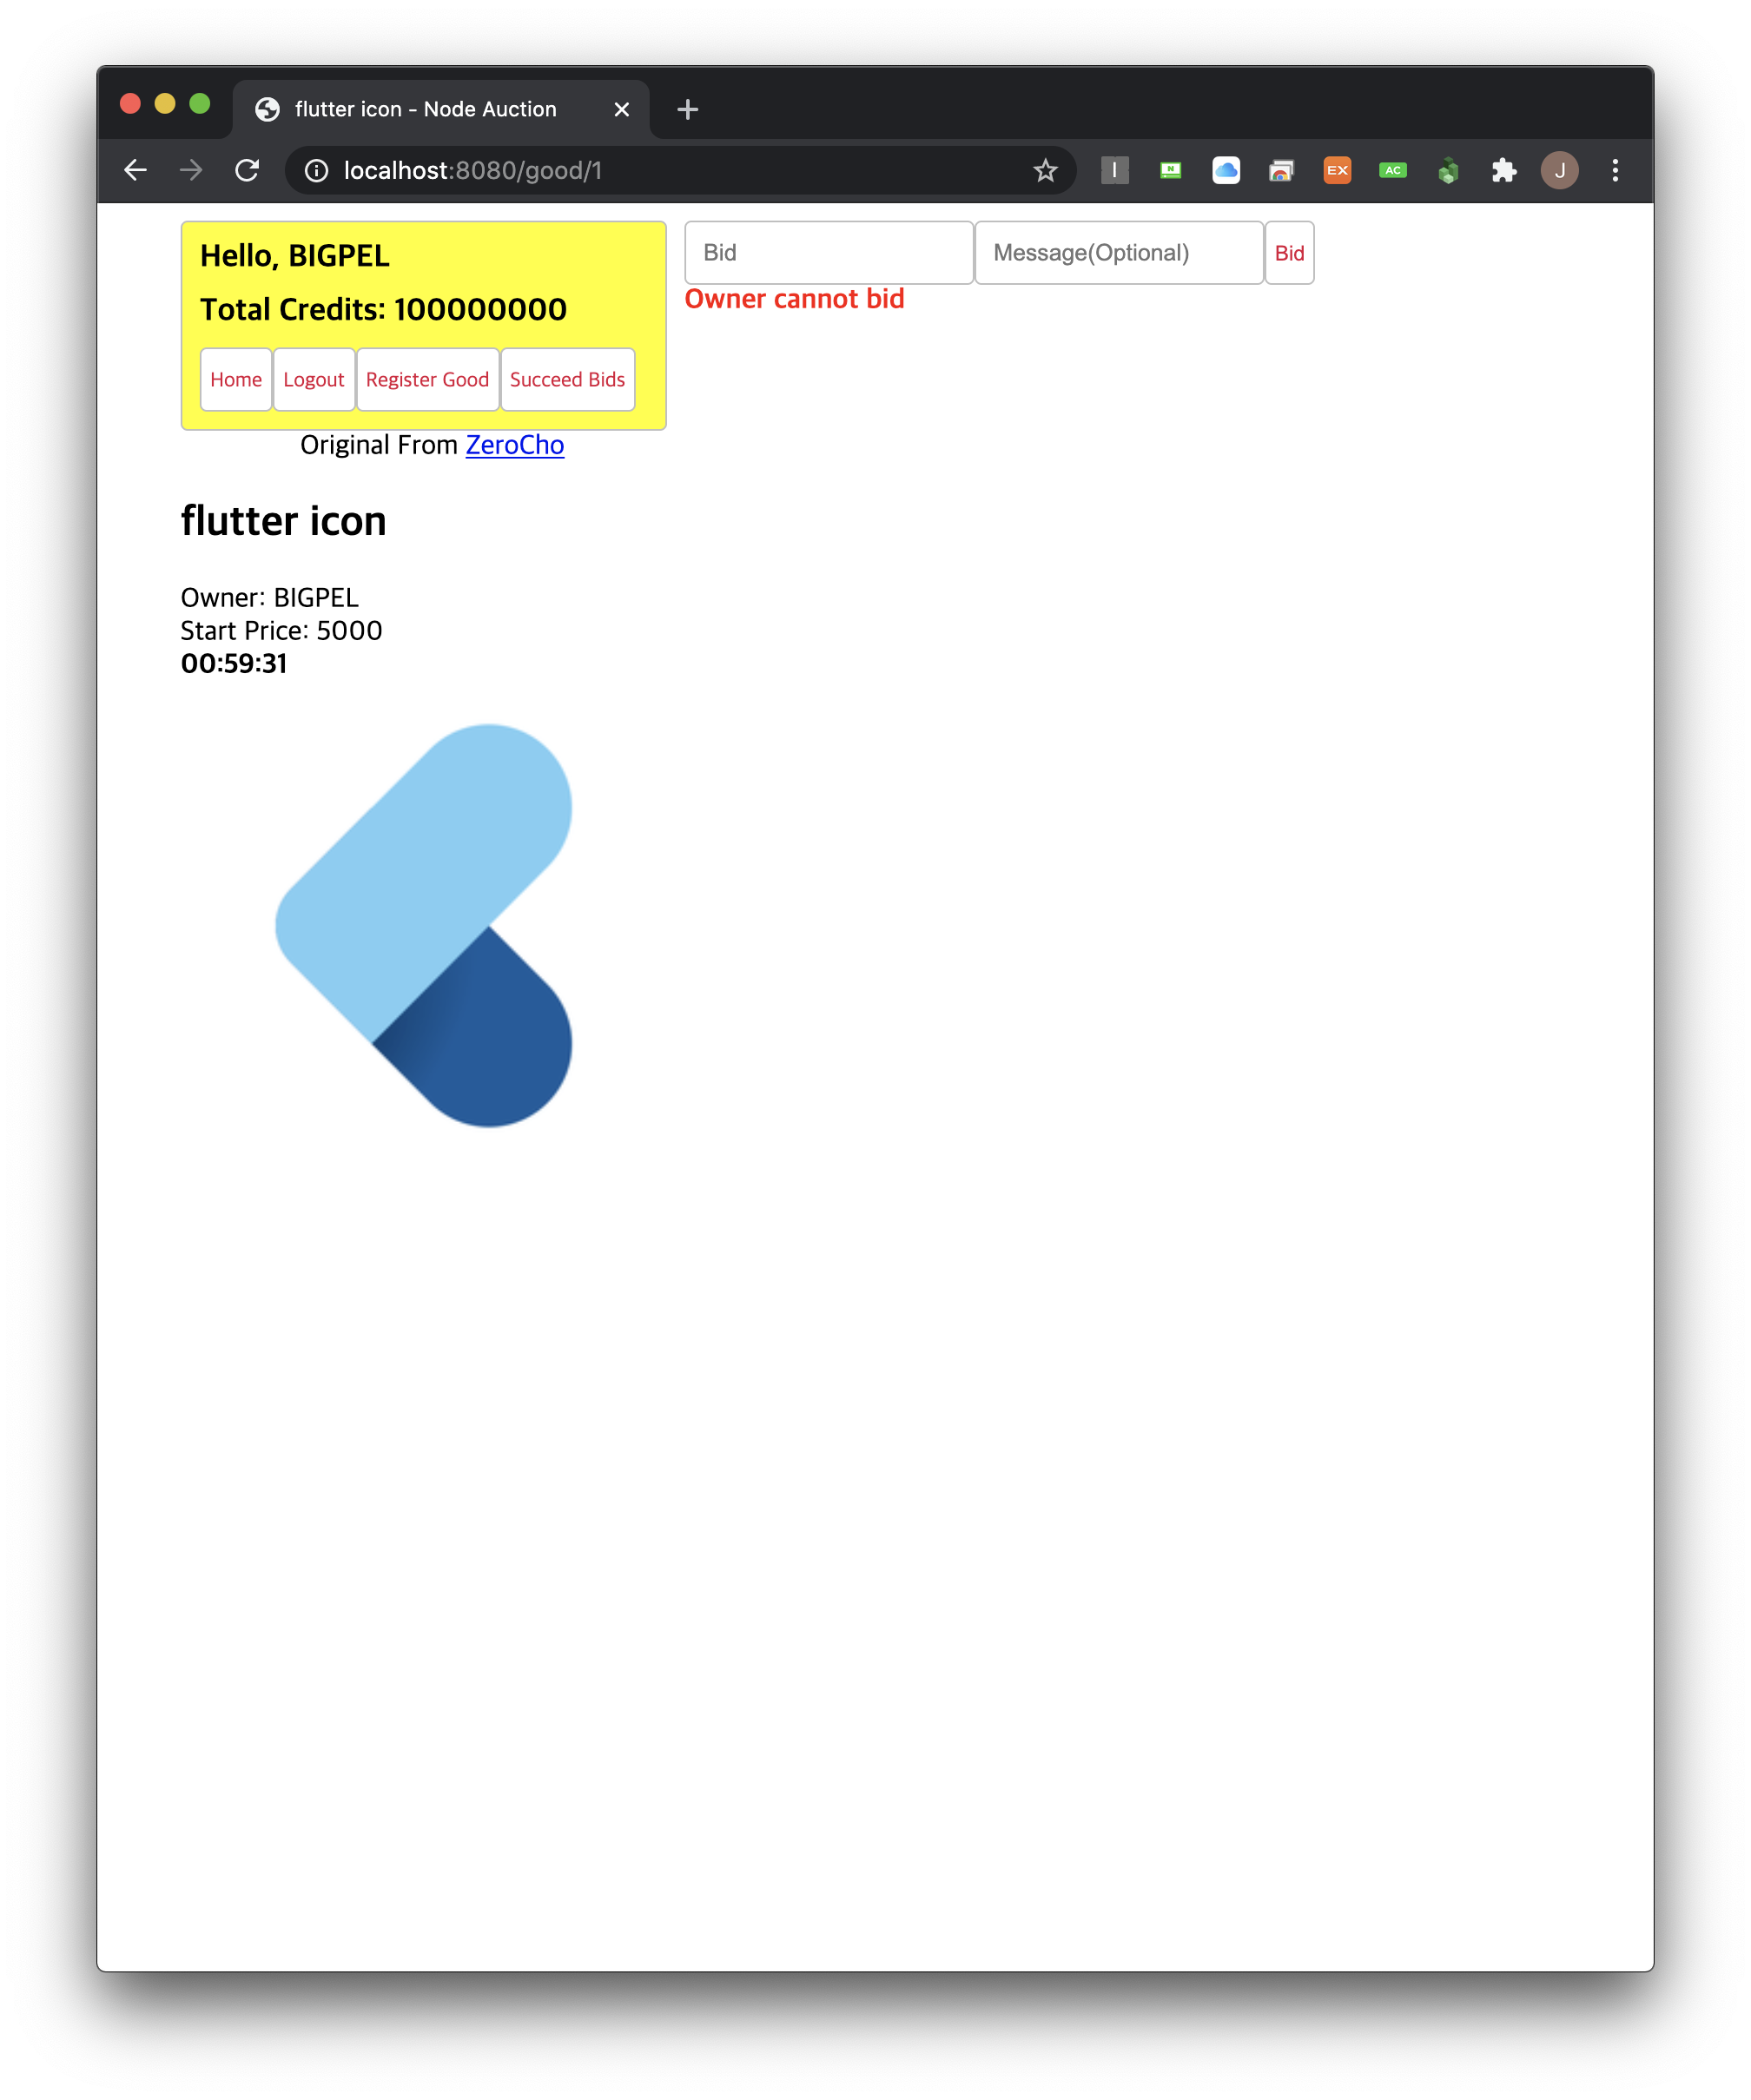 flutter icon - Node Auction
localhost:8080/good/1
N
EX
AC
J
Hello, BIGPEL
Total Credits: 100000000
Home Logout Register Good Succeed Bids
Original From ZeroCho
Bid Message(Optional) Bid
Owner cannot bid
flutter icon
Owner: BIGPEL
Start Price: 5000
00:59:31